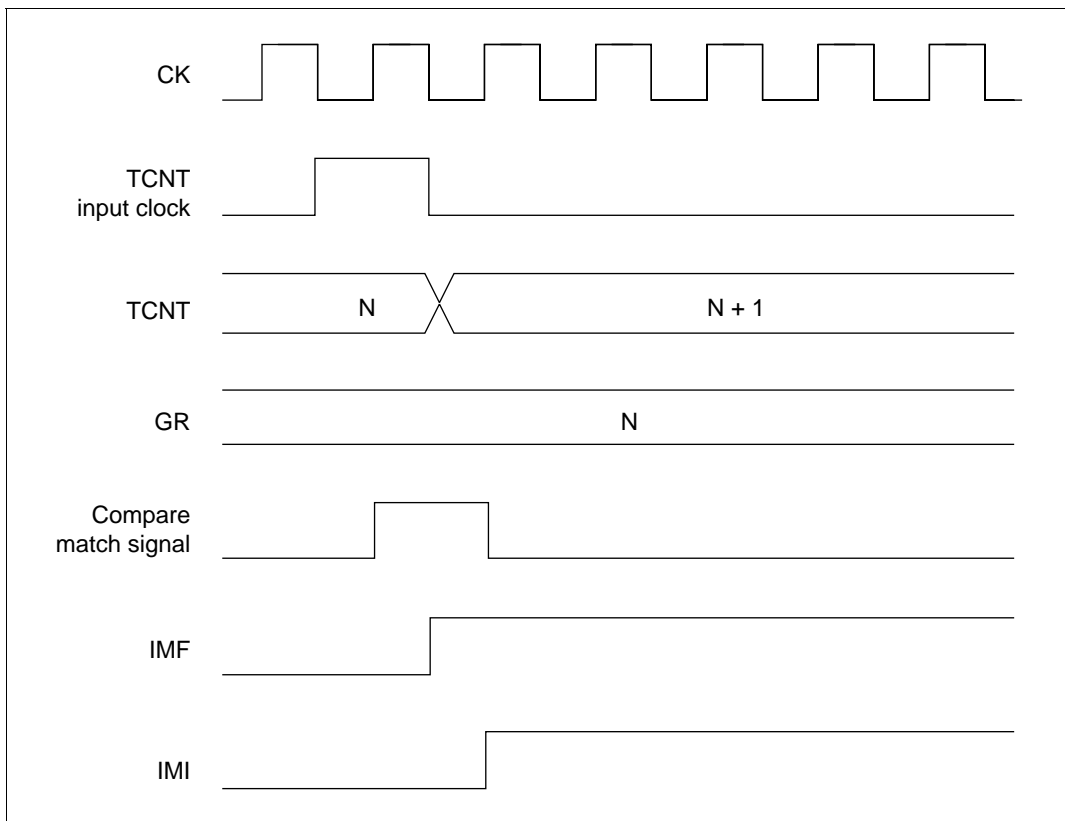 CK
TCNT
input clock
TCNT
N
N + 1
GR
N
Compare
match signal
IMF
IMI